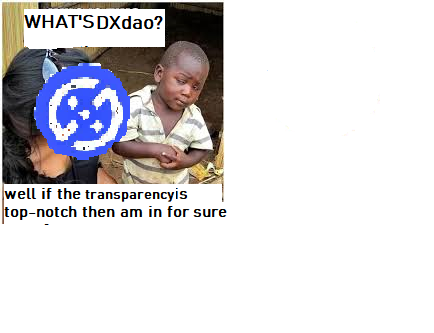 WHAT'S DXdao?
well if the transparencyis
top-notch then am in for sure